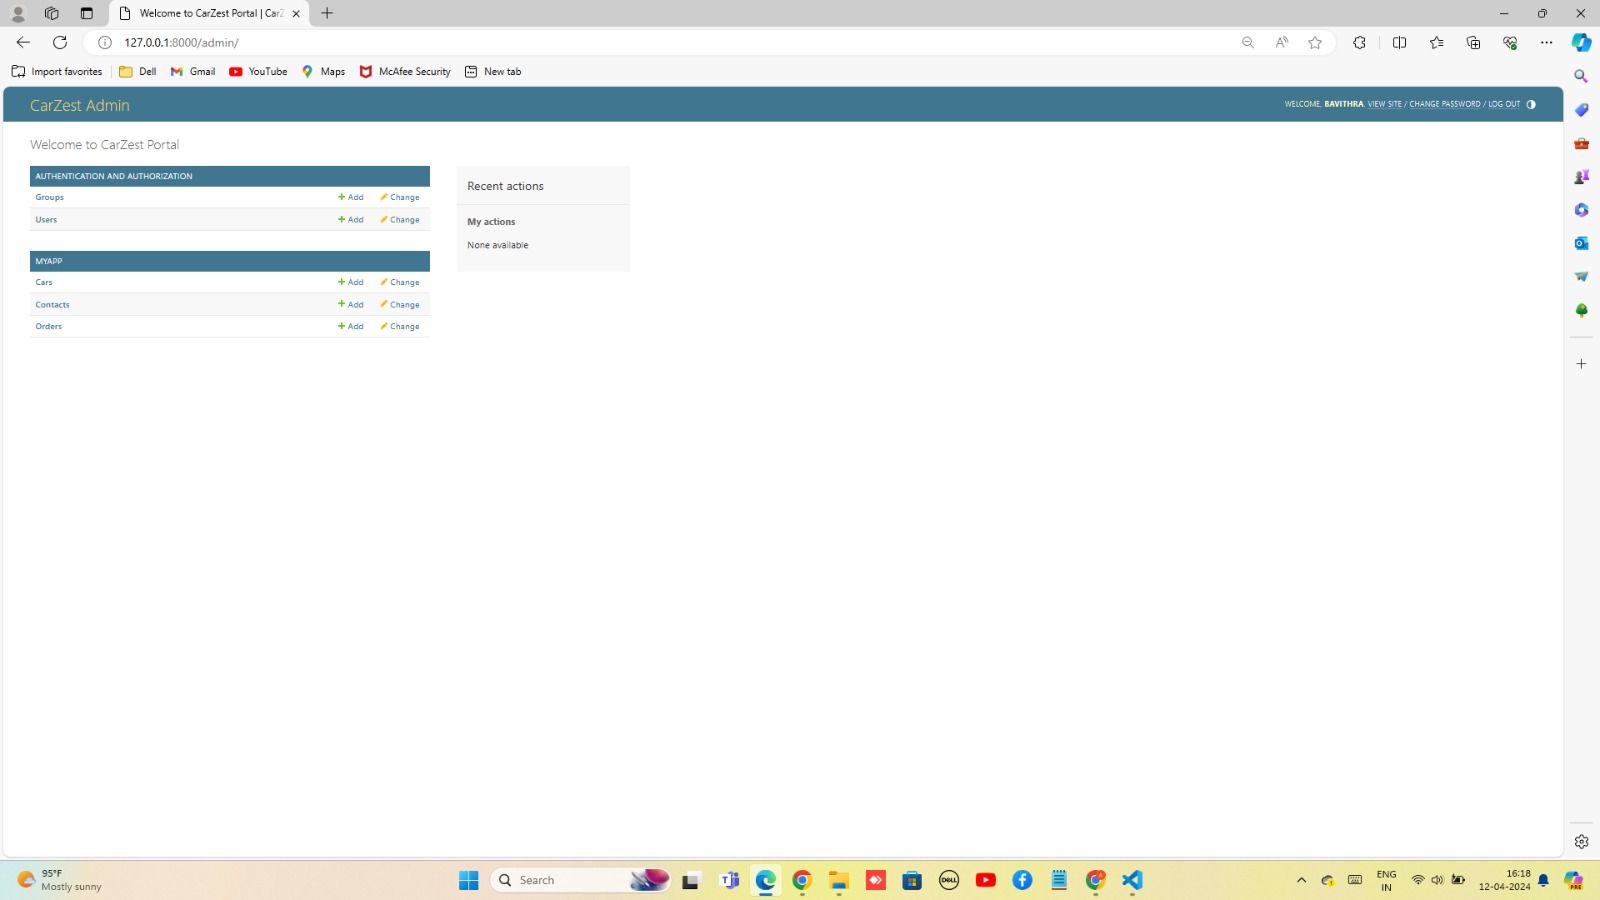 Welcome to CarZest Portal | CarZ
127.0.0.1:8000/admin/
Import favorites Dell Gmail YouTube Maps McAfee Security New tab
CarZest Admin
WELCOME, BAVITHRA. VIEW SITE / CHANGE PASSWORD / LOG OUT
Welcome to CarZest Portal
AUTHENTICATION AND AUTHORIZATION
Groups Add Change
Users Add Change
MYAPP
Cars Add Change
Contacts Add Change
Orders Add Change
Recent actions
My actions
None available
95°F
Mostly sunny
Search
DELL
ENG
IN
16:18
12-04-2024
PRE